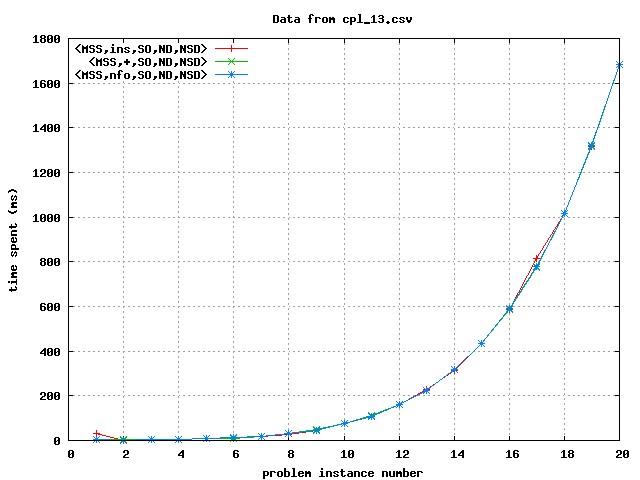 Data from cpl_13.csv
<MSS,ins,SO,ND,NSD>
<MSS,+,SO,ND,NSD>
<MSS,nfo,SO,ND,NSD>
1800
1600
1400
1200
1000
800
600
400
200
0
time spent (ms)
0 2 4 6 8 10 12 14 16 18 20
problem instance number